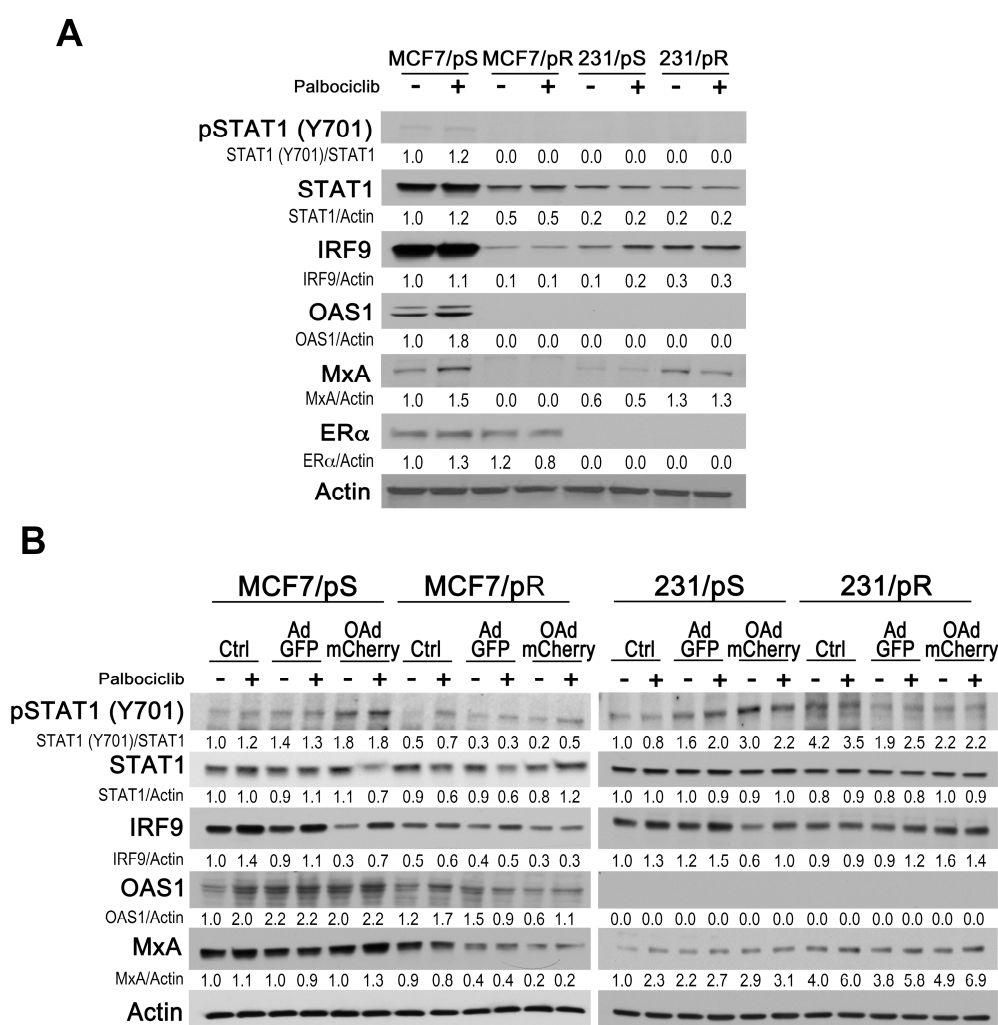 A
MCF7/pS MCF7/pR 231/pS 231/pR
Palbociclib - + - + - + - +
pSTAT1 (Y701)
STAT1 (Y701)/STAT1 1.0 1.2 0.0 0.0 0.0 0.0 0.0 0.0
STAT1
STAT1/Actin 1.0 1.2 0.5 0.5 0.2 0.2 0.2 0.2
IRF9
IRF9/Actin 1.0 1.1 0.1 0.1 0.1 0.2 0.3 0.3
OAS1
OAS1/Actin 1.0 1.8 0.0 0.0 0.0 0.0 0.0 0.0
MxA
MxA/Actin 1.0 1.5 0.0 0.0 0.6 0.5 1.3 1.3
ERα
ERα/Actin 1.0 1.3 1.2 0.8 0.0 0.0 0.0 0.0
Actin
B
MCF7/pS MCF7/pR 231/pS 231/pR
Ad OAd Ad OAd Ad OAd Ad OAd
Ctrl GFP mCherry Ctrl GFP mCherry Ctrl GFP mCherry Ctrl GFP mCherry
Palbociclib - + - + - + - + - + - + - + - + - + - + - + - +
pSTAT1 (Y701)
STAT1 (Y701)/STAT1 1.0 1.2 1.4 1.3 1.8 1.8 0.5 0.7 0.3 0.3 0.2 0.5 1.0 0.8 1.6 2.0 3.0 2.2 4.2 3.5 1.9 2.5 2.2 2.2
STAT1
STAT1/Actin 1.0 1.0 0.9 1.1 1.1 0.7 0.9 0.6 0.9 0.6 0.8 1.2 1.0 1.0 1.0 0.9 0.9 1.0 0.8 0.9 0.8 0.8 1.0 0.9
IRF9
IRF9/Actin 1.0 1.4 0.9 1.1 0.3 0.7 0.5 0.6 0.4 0.5 0.3 0.3 1.0 1.3 1.2 1.5 0.6 1.0 0.9 0.9 0.9 1.2 1.6 1.4
OAS1
OAS1/Actin 1.0 2.0 2.2 2.2 2.0 2.2 1.2 1.7 1.5 0.9 0.6 1.1 0.0 0.0 0.0 0.0 0.0 0.0 0.0 0.0 0.0 0.0 0.0 0.0
MxA
MxA/Actin 1.0 1.1 1.0 0.9 1.0 1.3 0.9 0.8 0.4 0.4 0.2 0.2 1.0 2.3 2.2 2.7 2.9 3.1 4.0 6.0 3.8 5.8 4.9 6.9
Actin